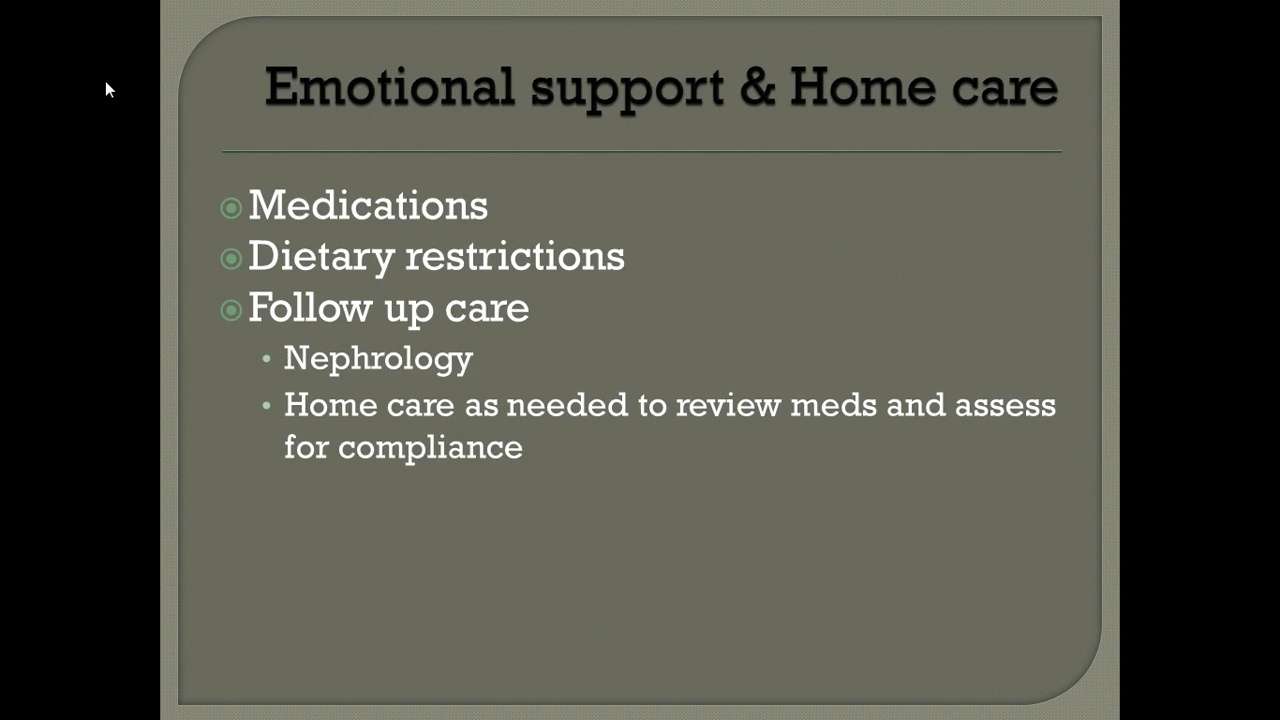 Emotional support & Home care
Medications
Dietary restrictions
Follow up care
Nephrology
Home care as needed to review meds and assess
for compliance